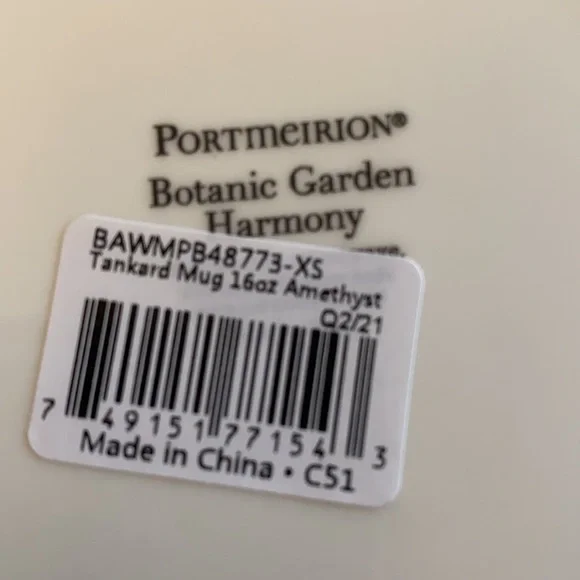 PORTMEIRION®
Botanic Garden
Harmony
BAWMPB48773-XS
Tankard Mug 16oz Amethyst
Q2/21
7 49151 77154 3
Made in China • C51